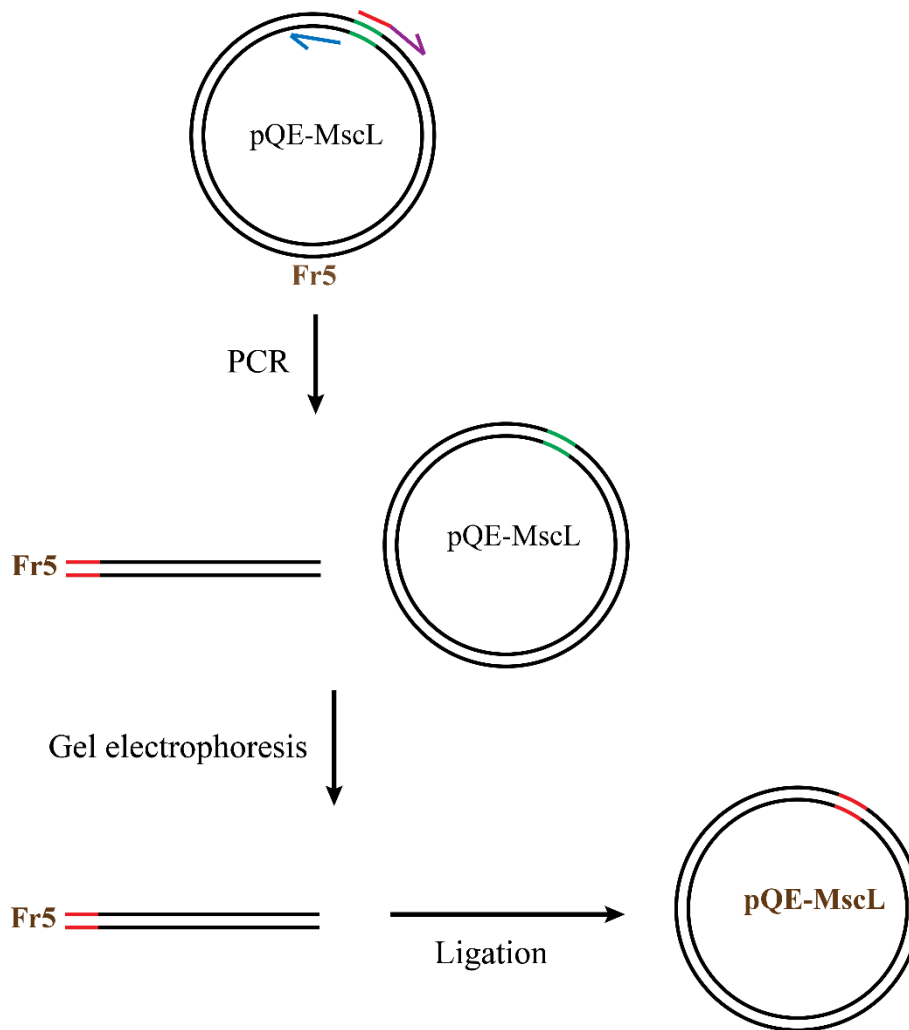 pQE-MscL
Fr5
PCR
pQE-MscL
Fr5
Gel electrophoresis
Fr5
pQE-MscL
Ligation